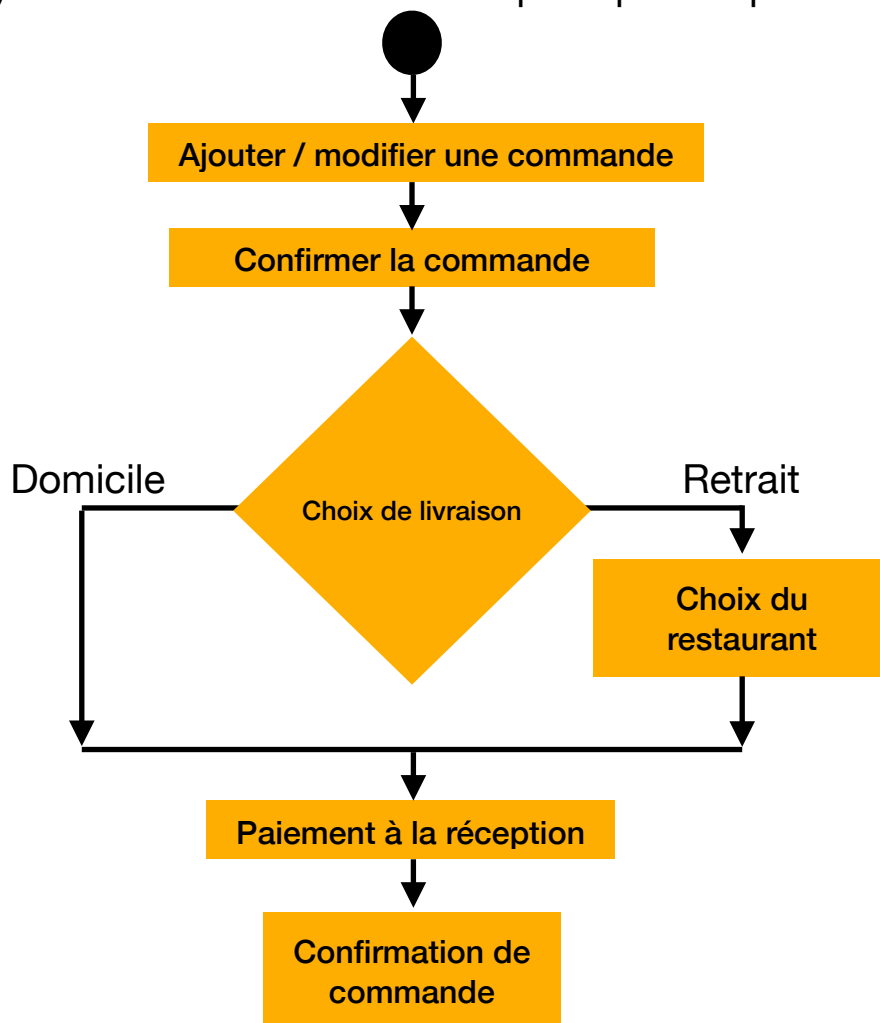 Ajouter / modifier une commande
Confirmer la commande
Choix de livraison
Domicile
Retrait
Choix du
restaurant
Paiement à la réception
Confirmation de
commande